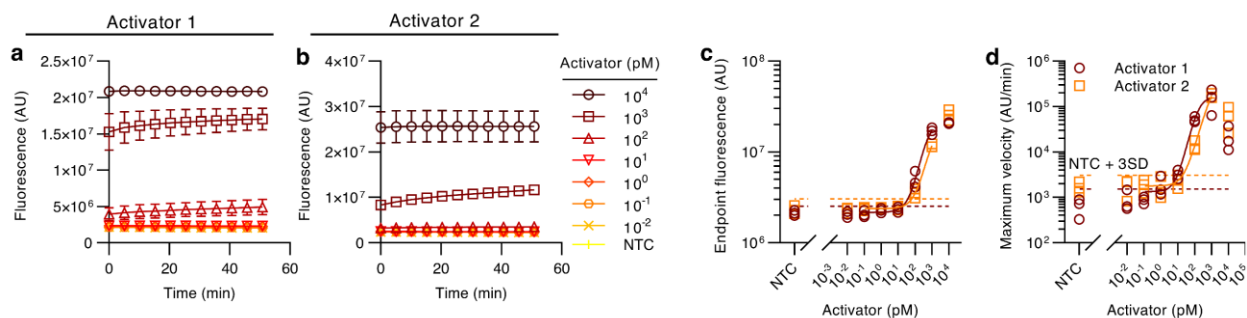 Activator 1
Activator 2
a
Fluorescence (AU)
2.5×10⁷
2×10⁷
1.5×10⁷
1×10⁷
5×10⁶
0
0
20
40
60
Time (min)
b
Fluorescence (AU)
4×10⁷
3×10⁷
2×10⁷
1×10⁷
0
0
20
40
60
Time (min)
Activator (pM)
10⁴
10³
10²
10¹
10⁰
10⁻¹
10⁻²
NTC
c
Endpoint fluorescence (AU)
10⁸
10⁷
10⁶
NTC
10⁻³
10⁻²
10⁻¹
10⁰
10¹
10²
10³
10⁴
Activator (pM)
d
Maximum velocity (AU/min)
10⁶
10⁵
10⁴
10³
10²
Activator 1
Activator 2
NTC + 3SD
NTC
10⁻²
10⁻¹
10⁰
10¹
10²
10³
10⁴
10⁵
Activator (pM)